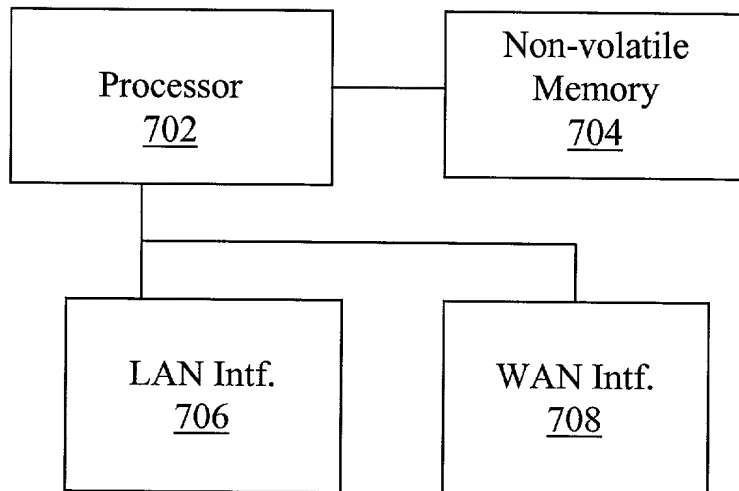 Processor
702
Non-volatile
Memory
704
LAN Intf.
706
WAN Intf.
708